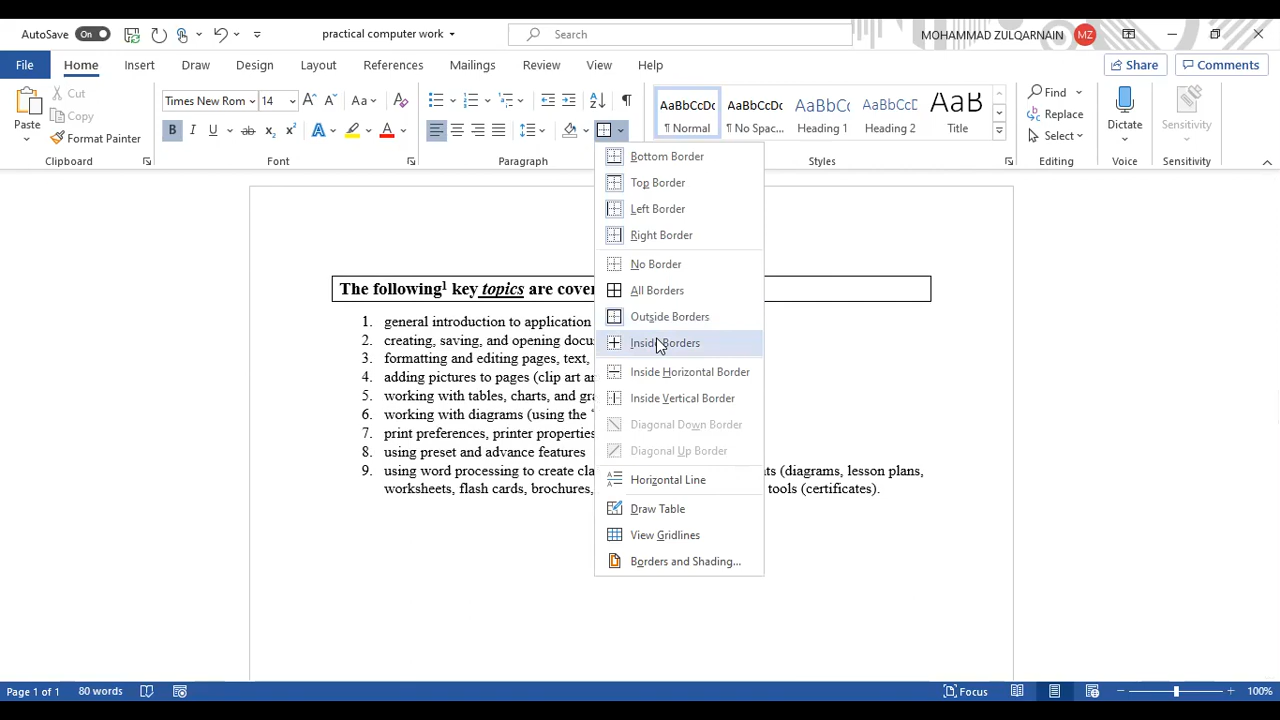 AutoSave On practical computer work Search MOHAMMAD ZULQARNAIN MZ
File Home Insert Draw Design Layout References Mailings Review View Help Share Comments
Paste Cut Copy Format Painter
Clipboard
Times New Rom 14 Aa
B I U ab x₂ x² A A
Font
Paragraph
AaBbCcDc ¶ Normal
AaBbCcDc ¶ No Spac...
AaBbC Heading 1
AaBbCcD Heading 2
AaB Title
Styles
Find
Replace
Select
Editing
Dictate
Voice
Sensitivity
Sensitivity
Bottom Border
Top Border
Left Border
Right Border
No Border
All Borders
Outside Borders
Inside Borders
Inside Horizontal Border
Inside Vertical Border
Diagonal Down Border
Diagonal Up Border
Horizontal Line
Draw Table
View Gridlines
Borders and Shading...
The following¹ key topics are cover
1. general introduction to application
2. creating, saving, and opening docu
3. formatting and editing pages, text,
4. adding pictures to pages (clip art an
5. working with tables, charts, and gra
6. working with diagrams (using the "
7. print preferences, printer properties
8. using preset and advance features
9. using word processing to create cla ts (diagrams, lesson plans,
worksheets, flash cards, brochures, tools (certificates).
Page 1 of 1 80 words Focus 100%